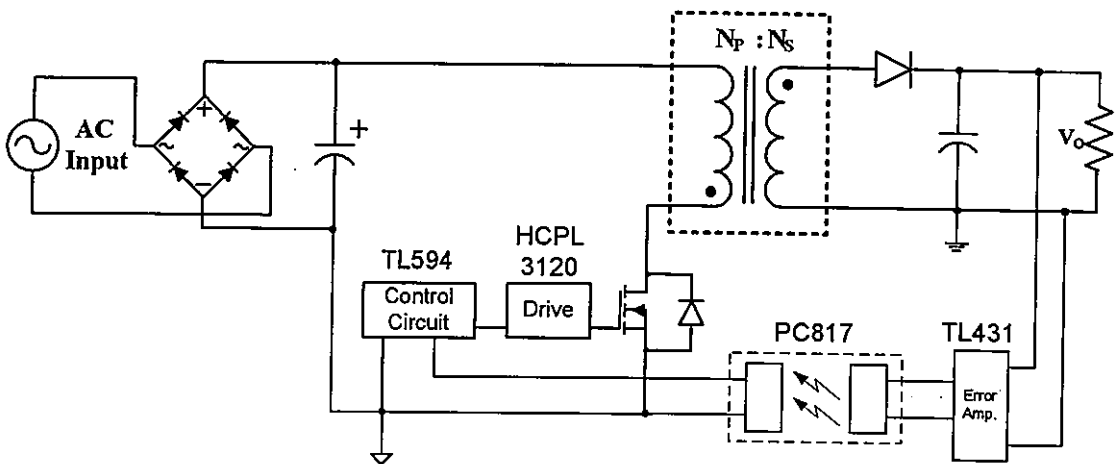 N_P : N_S
+
~ ~
−
AC
Input
+
V_O
HCPL
3120
TL594
Control
Circuit
Drive
PC817
TL431
Error
Amp.